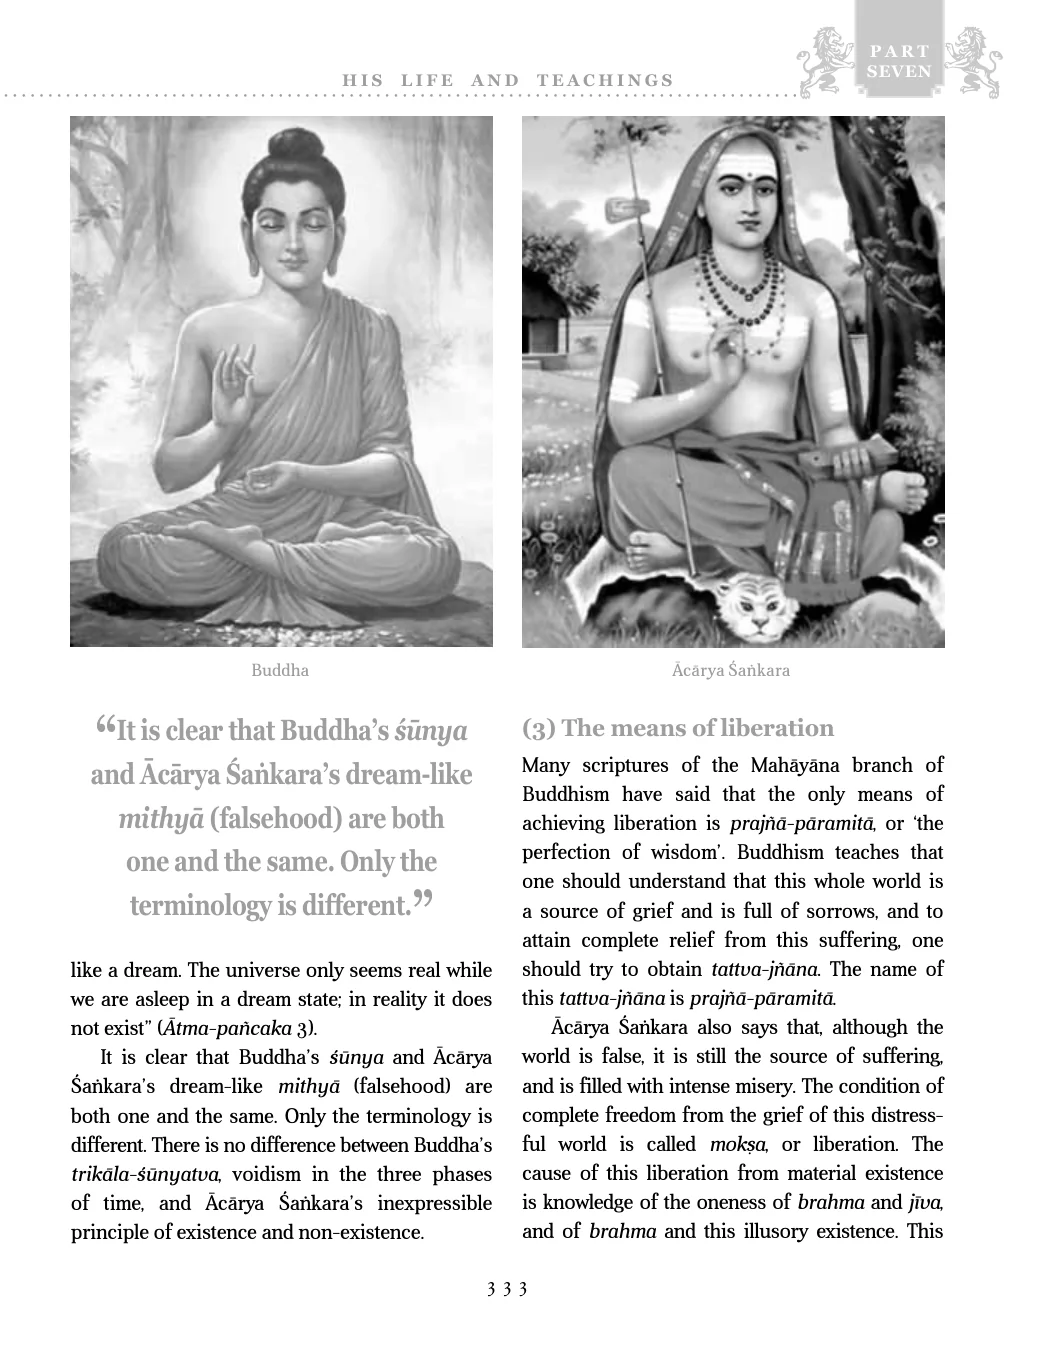 HIS LIFE AND TEACHINGS
PART
SEVEN
Buddha
Ācārya Śaṅkara
“It is clear that Buddha’s śūnya
and Ācārya Śaṅkara’s dream-like
mithyā (falsehood) are both
one and the same. Only the
terminology is different.”
like a dream. The universe only seems real while
we are asleep in a dream state; in reality it does
not exist” (Ātma-pañcaka 3).
It is clear that Buddha’s śūnya and Ācārya
Śaṅkara’s dream-like mithyā (falsehood) are
both one and the same. Only the terminology is
different. There is no difference between Buddha’s
trikāla-śūnyatva, voidism in the three phases
of time, and Ācārya Śaṅkara’s inexpressible
principle of existence and non-existence.
(3) The means of liberation
Many scriptures of the Mahāyāna branch of
Buddhism have said that the only means of
achieving liberation is prajñā-pāramitā, or ‘the
perfection of wisdom’. Buddhism teaches that
one should understand that this whole world is
a source of grief and is full of sorrows, and to
attain complete relief from this suffering, one
should try to obtain tattva-jñāna. The name of
this tattva-jñāna is prajñā-pāramitā.
Ācārya Śaṅkara also says that, although the
world is false, it is still the source of suffering,
and is filled with intense misery. The condition of
complete freedom from the grief of this distress-
ful world is called mokṣa, or liberation. The
cause of this liberation from material existence
is knowledge of the oneness of brahma and jīva,
and of brahma and this illusory existence. This
333